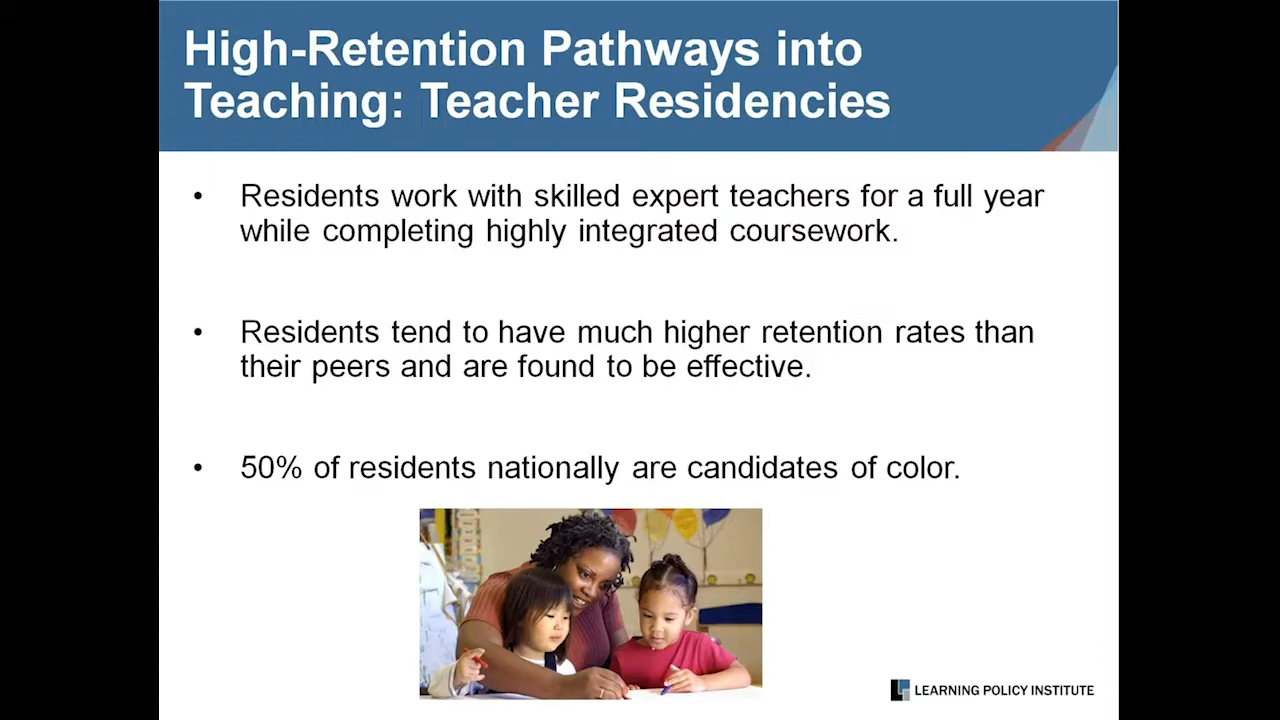 High-Retention Pathways into
Teaching: Teacher Residencies
• Residents work with skilled expert teachers for a full year
while completing highly integrated coursework.
• Residents tend to have much higher retention rates than
their peers and are found to be effective.
• 50% of residents nationally are candidates of color.
LEARNING POLICY INSTITUTE